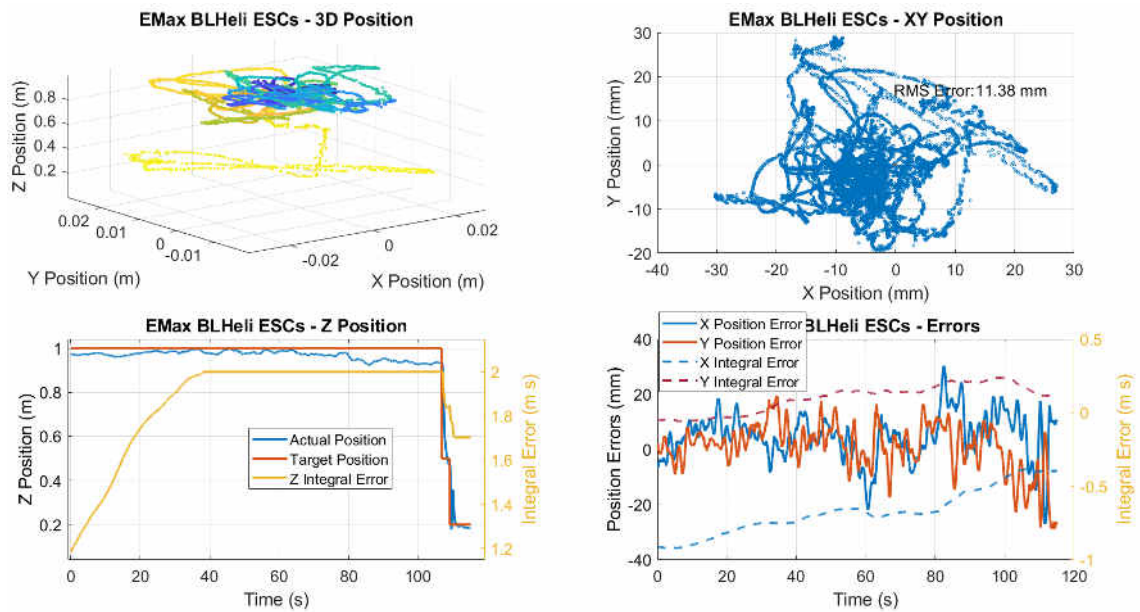 EMax BLHeli ESCs - 3D Position
Z Position (m)
0.8
0.6
0.4
0.2
0.02
0.01
0
-0.01
Y Position (m)
-0.02
0
0.02
X Position (m)
EMax BLHeli ESCs - XY Position
RMS Error:11.38 mm
Y Position (mm)
30
20
10
0
-10
-20
-40
-30
-20
-10
0
10
20
30
X Position (mm)
EMax BLHeli ESCs - Z Position
Z Position (m)
1
0.8
0.6
0.4
0.2
Actual Position
Target Position
Z Integral Error
2
1.8
1.6
1.4
1.2
Integral Error (m s)
0
20
40
60
80
100
Time (s)
BLHeli ESCs - Errors
X Position Error
Y Position Error
X Integral Error
Y Integral Error
Position Errors (mm)
40
20
0
-20
-40
0.5
0
-0.5
-1
Integral Error (m s)
0
20
40
60
80
100
120
Time (s)